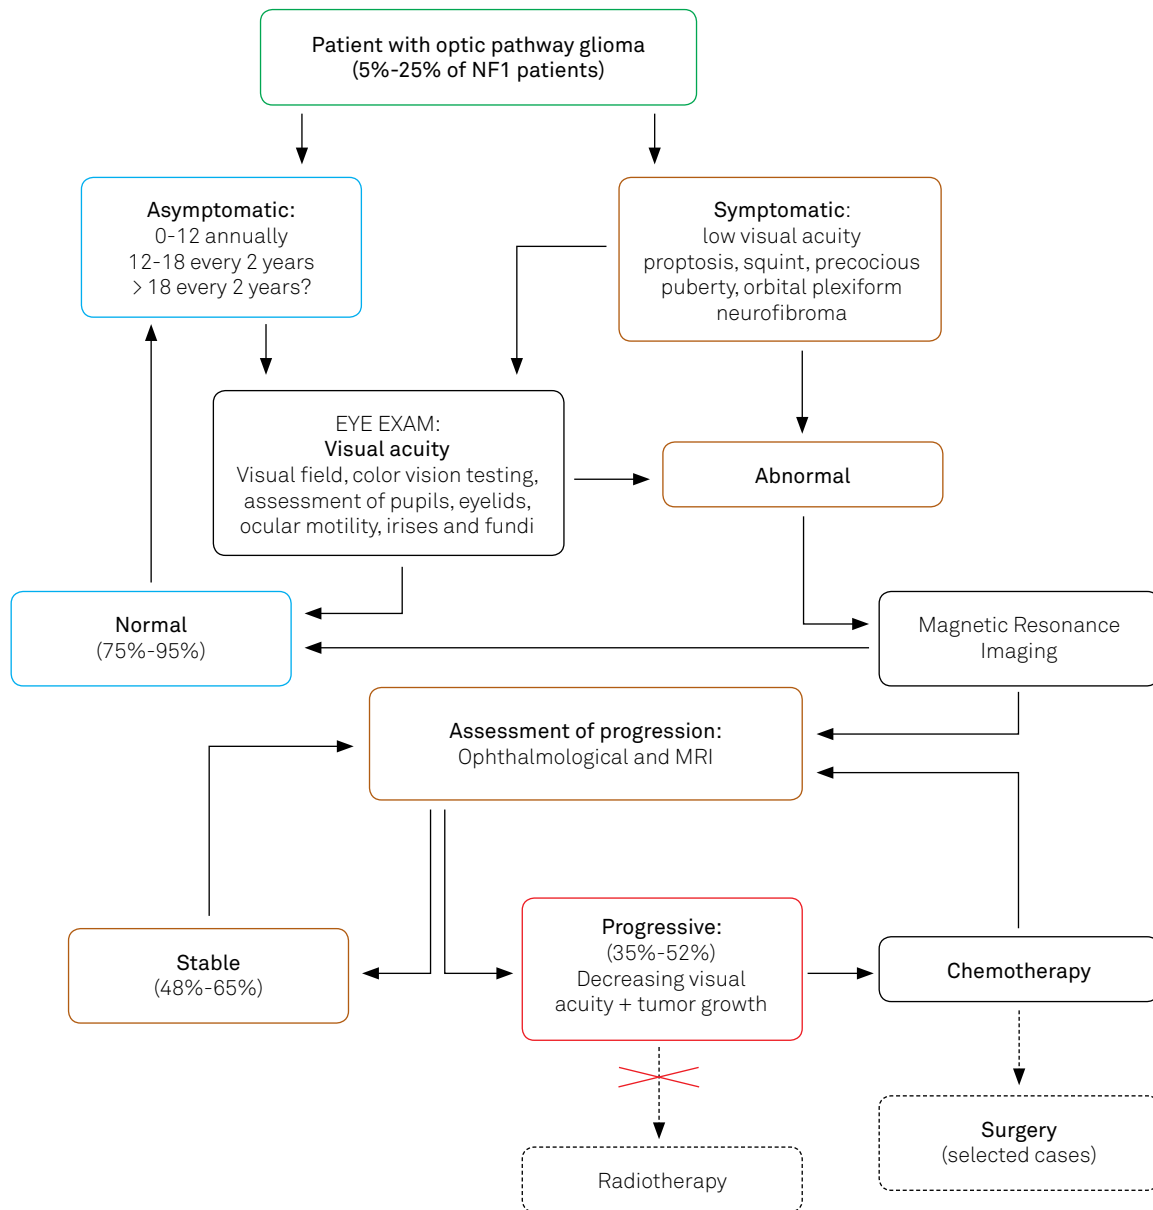 Patient with optic pathway glioma
(5%-25% of NF1 patients)
Asymptomatic:
0-12 annually
12-18 every 2 years
> 18 every 2 years?
Symptomatic:
low visual acuity
proptosis, squint, precocious
puberty, orbital plexiform
neurofibroma
EYE EXAM:
Visual acuity
Visual field, color vision testing,
assessment of pupils, eyelids,
ocular motility, irises and fundi
Abnormal
Normal
(75%-95%)
Magnetic Resonance
Imaging
Assessment of progression:
Ophthalmological and MRI
Stable
(48%-65%)
Progressive:
(35%-52%)
Decreasing visual
acuity + tumor growth
Chemotherapy
Radiotherapy
Surgery
(selected cases)